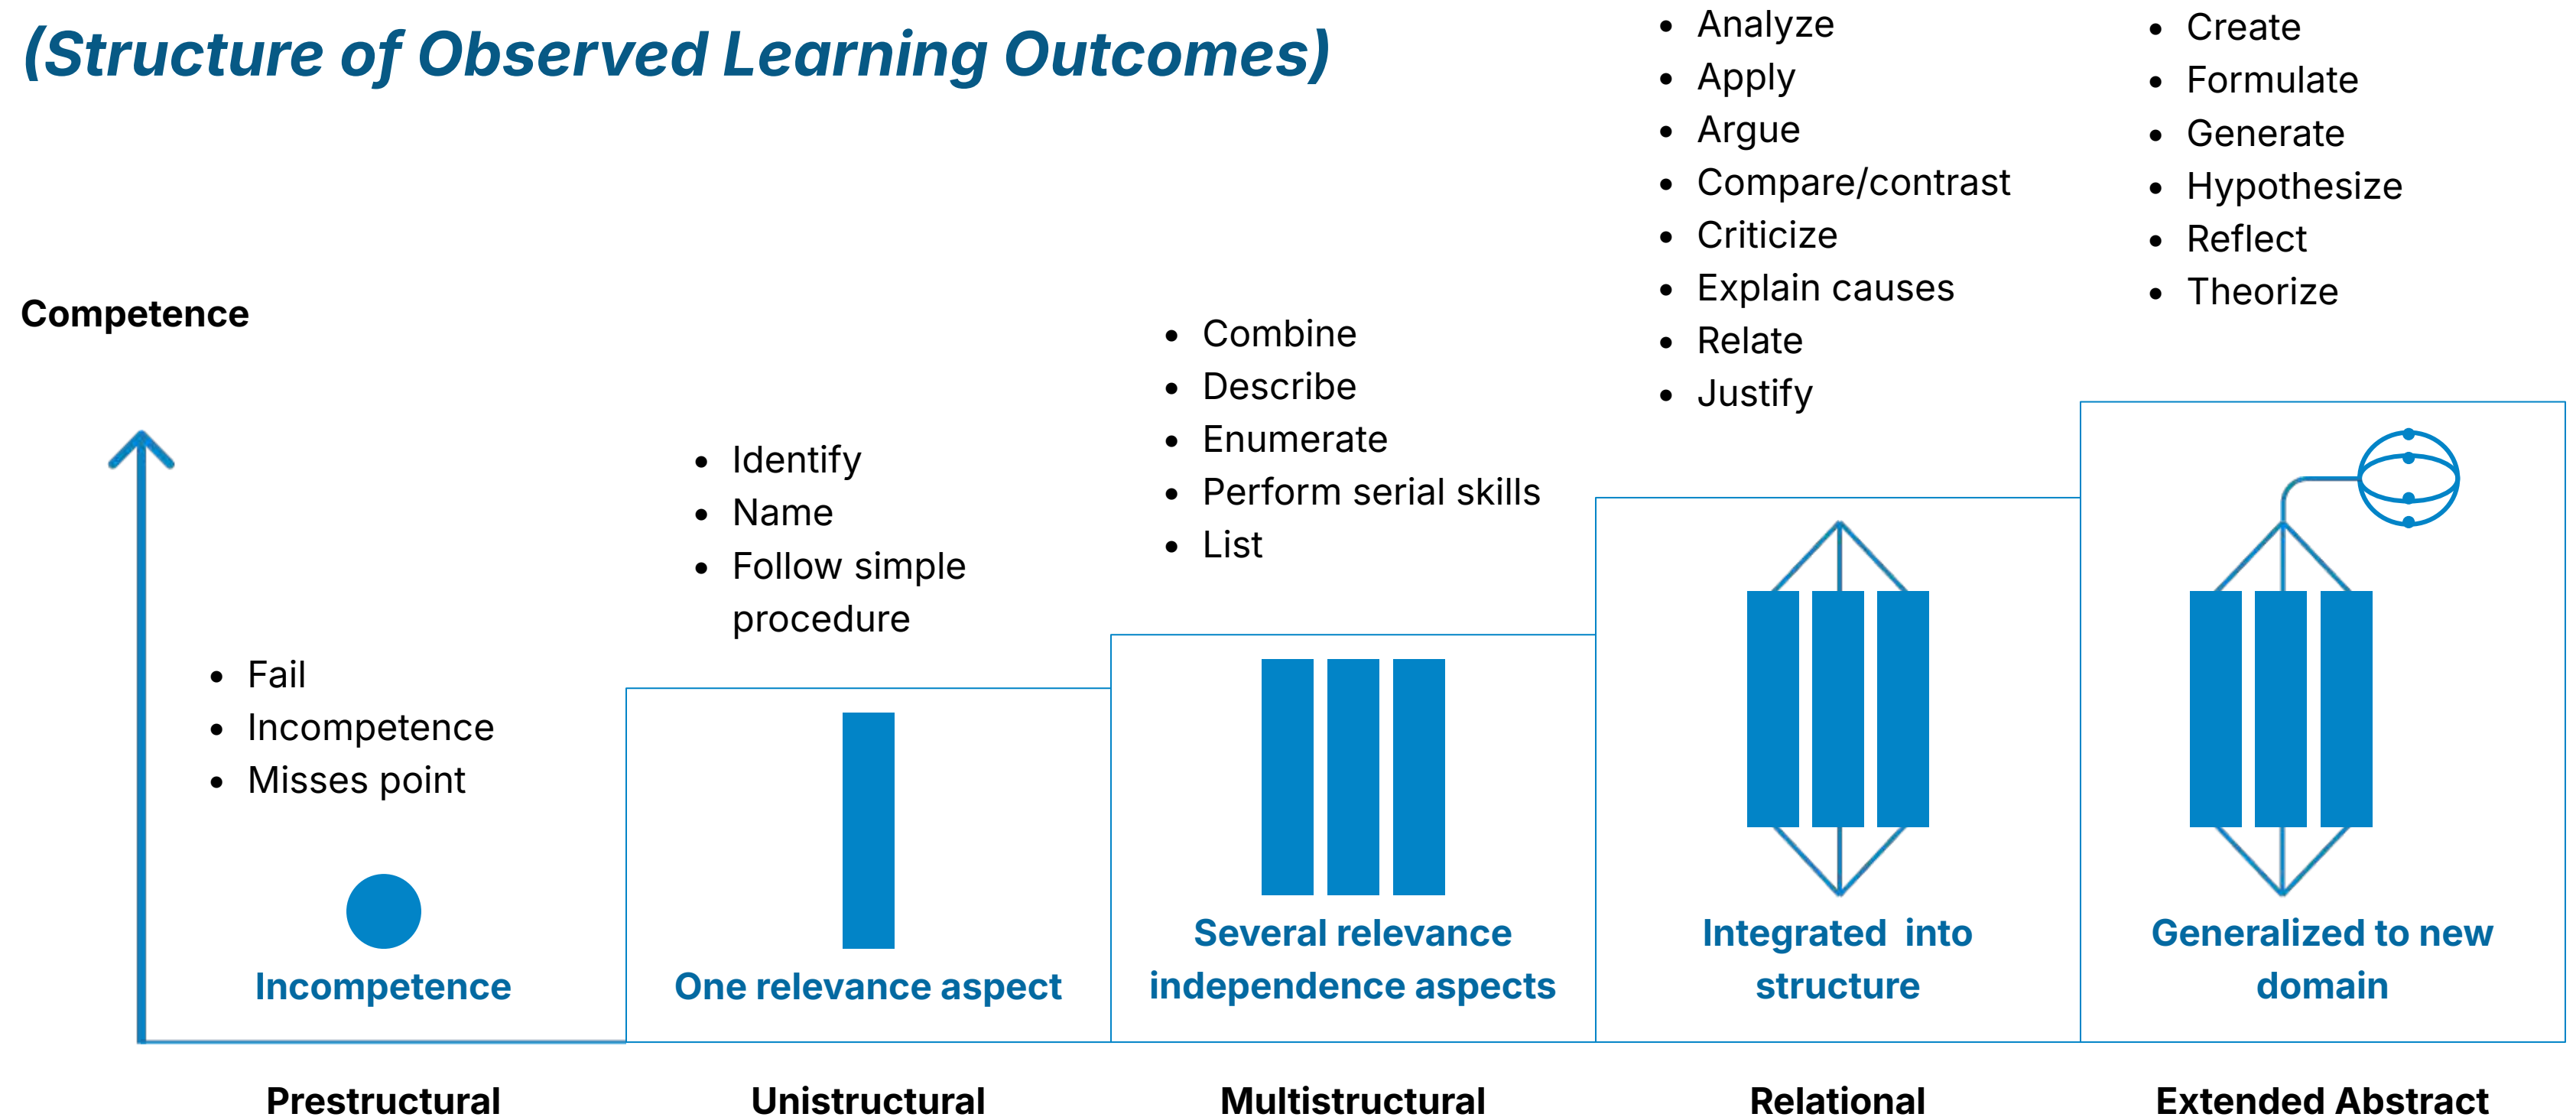 (Structure of Observed Learning Outcomes)
Competence
Fail
Incompetence
Misses point
Incompetence
Prestructural
Identify
Name
Follow simple
procedure
One relevance aspect
Unistructural
Combine
Describe
Enumerate
Perform serial skills
List
Several relevance
independence aspects
Multistructural
Analyze
Apply
Argue
Compare/contrast
Criticize
Explain causes
Relate
Justify
Integrated into
structure
Relational
Create
Formulate
Generate
Hypothesize
Reflect
Theorize
Generalized to new
domain
Extended Abstract